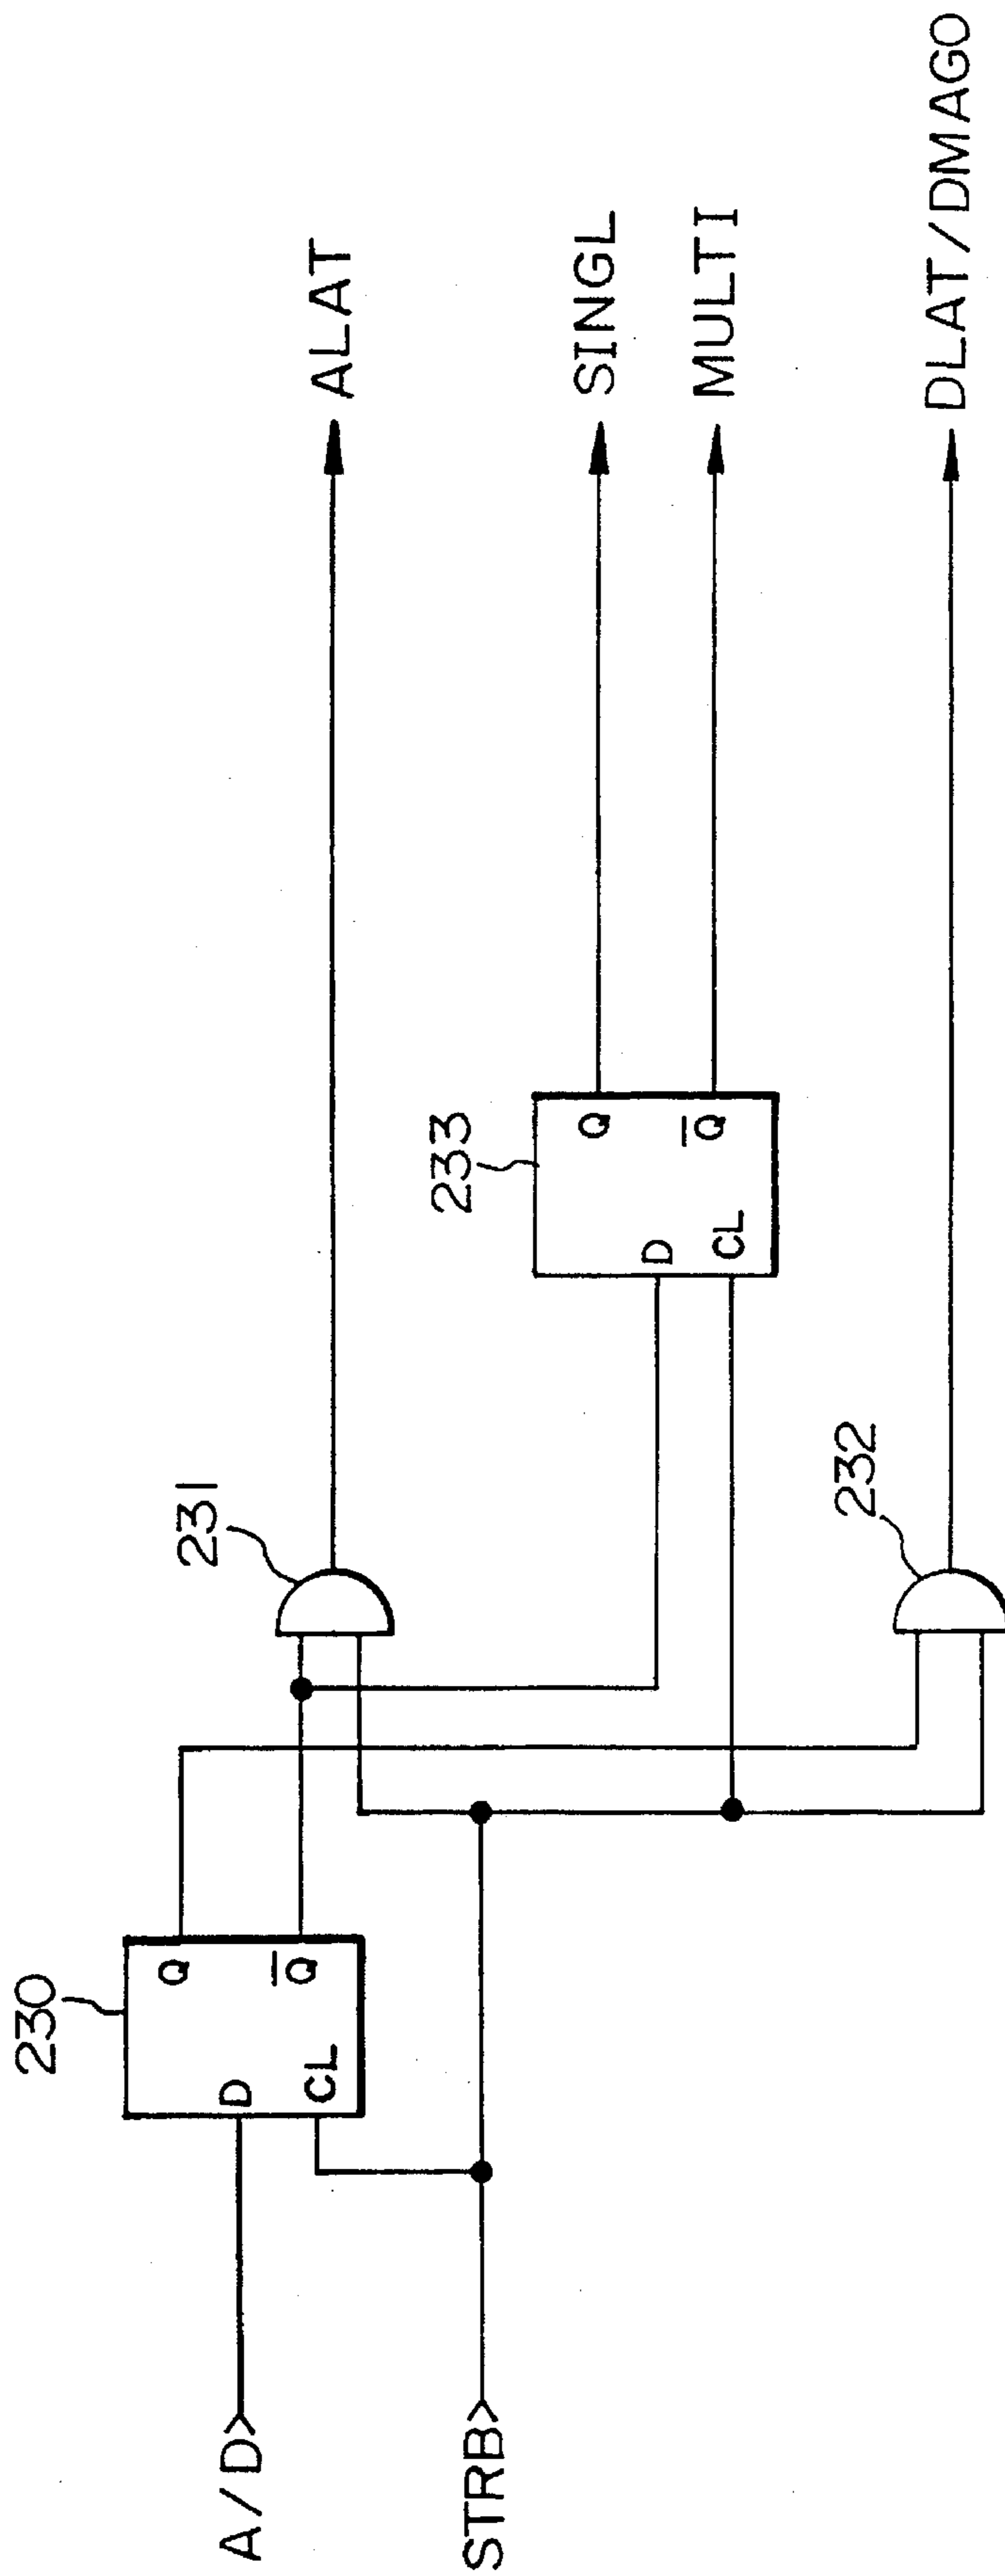 A/D
STRB
230
D
CL
Q
Q̅
231
232
233
D
CL
Q
Q̅
ALAT
SINGL
MULTI
DLAT/DMAGO